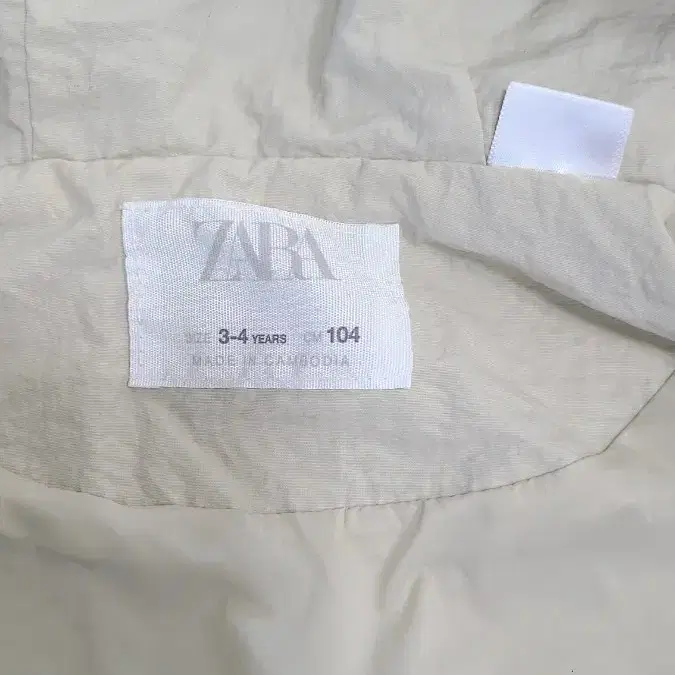 ZARA
SIZE 3-4 YEARS CM 104
MADE IN CAMBODIA